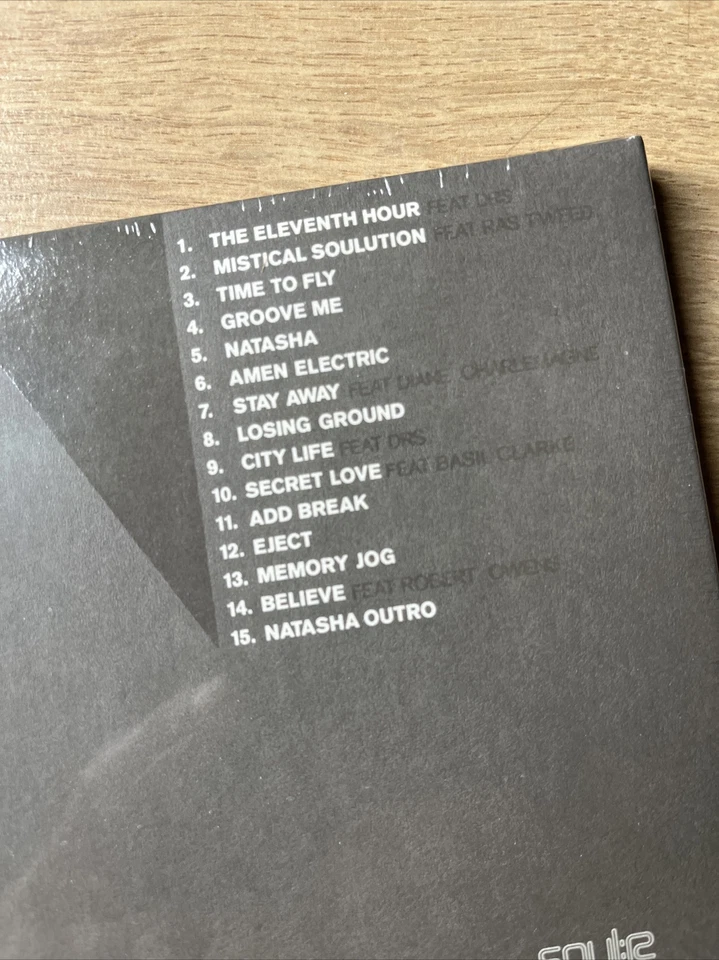 1. THE ELEVENTH HOUR FEAT DRS
2. MISTICAL SOULUTION FEAT RAS TWEED
3. TIME TO FLY
4. GROOVE ME
5. NATASHA
6. AMEN ELECTRIC
7. STAY AWAY FEAT DIANE CHARLEMAGNE
8. LOSING GROUND
9. CITY LIFE FEAT DRS
10. SECRET LOVE FEAT BASIL CLARKE
11. ADD BREAK
12. EJECT
13. MEMORY JOG
14. BELIEVE FEAT ROBERT OWENS
15. NATASHA OUTRO